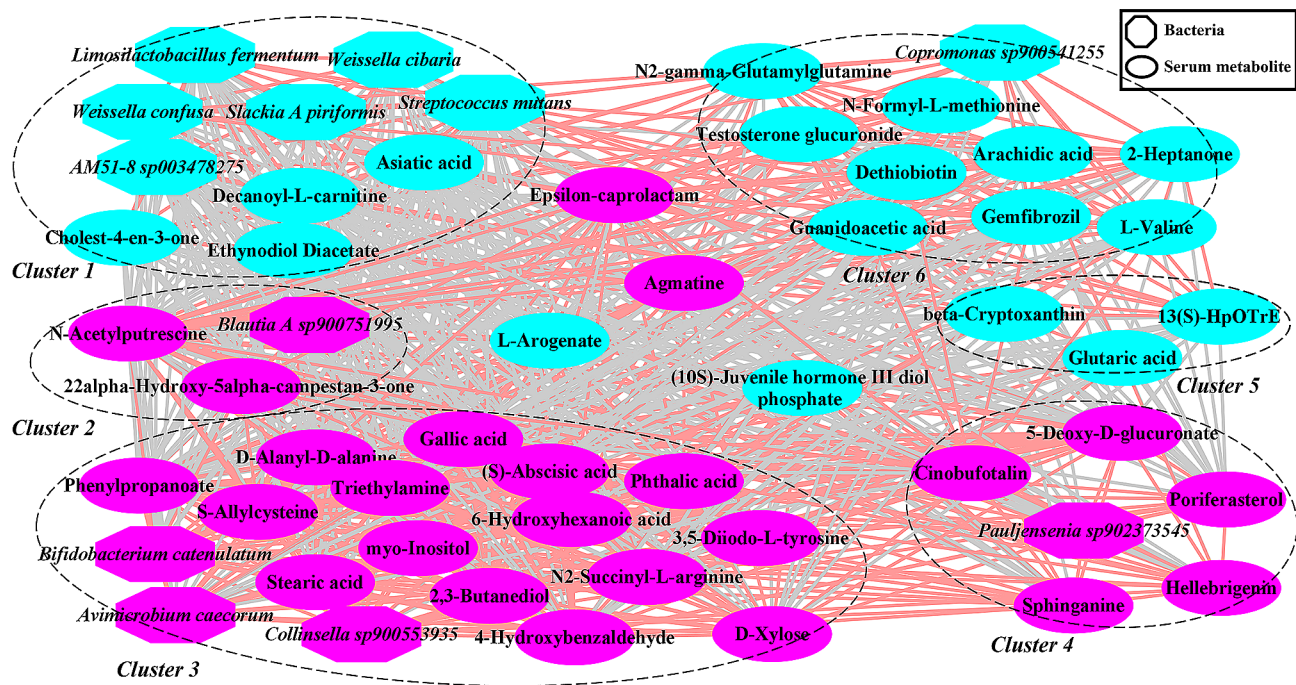 Bacteria
Serum metabolite
Limosilactobacillus fermentum
Weissella cibaria
Weissella confusa
Slackia A piriformis
Streptococcus mutans
AM51-8 sp003478275
Asiatic acid
Decanoyl-L-carnitine
Cholest-4-en-3-one
Ethynodiol Diacetate
Cluster 1
Epsilon-caprolactam
Agmatine
L-Arogenate
(10S)-Juvenile hormone III diol
phosphate
N2-gamma-Glutamylglutamine
Copromonas sp900541255
N-Formyl-L-methionine
Testosterone glucuronide
Arachidic acid
2-Heptanone
Dethiobiotin
Guanidoacetic acid
Gemfibrozil
L-Valine
Cluster 6
beta-Cryptoxanthin
13(S)-HpOTrE
Glutaric acid
Cluster 5
N-Acetylputrescine
Blautia A sp900751995
22alpha-Hydroxy-5alpha-campestan-3-one
Cluster 2
Gallic acid
D-Alanyl-D-alanine
(S)-Abscisic acid
Phenylpropanoate
Triethylamine
Phthalic acid
S-Allylcysteine
6-Hydroxyhexanoic acid
3,5-Diiodo-L-tyrosine
Bifidobacterium catenulatum
myo-Inositol
Stearic acid
N2-Succinyl-L-arginine
2,3-Butanediol
Avimicrobium caecorum
Collinsella sp900553935
4-Hydroxybenzaldehyde
D-Xylose
Cluster 3
5-Deoxy-D-glucuronate
Cinobufotalin
Poriferasterol
Pauljensenia sp902373545
Hellebrigenin
Sphinganine
Cluster 4